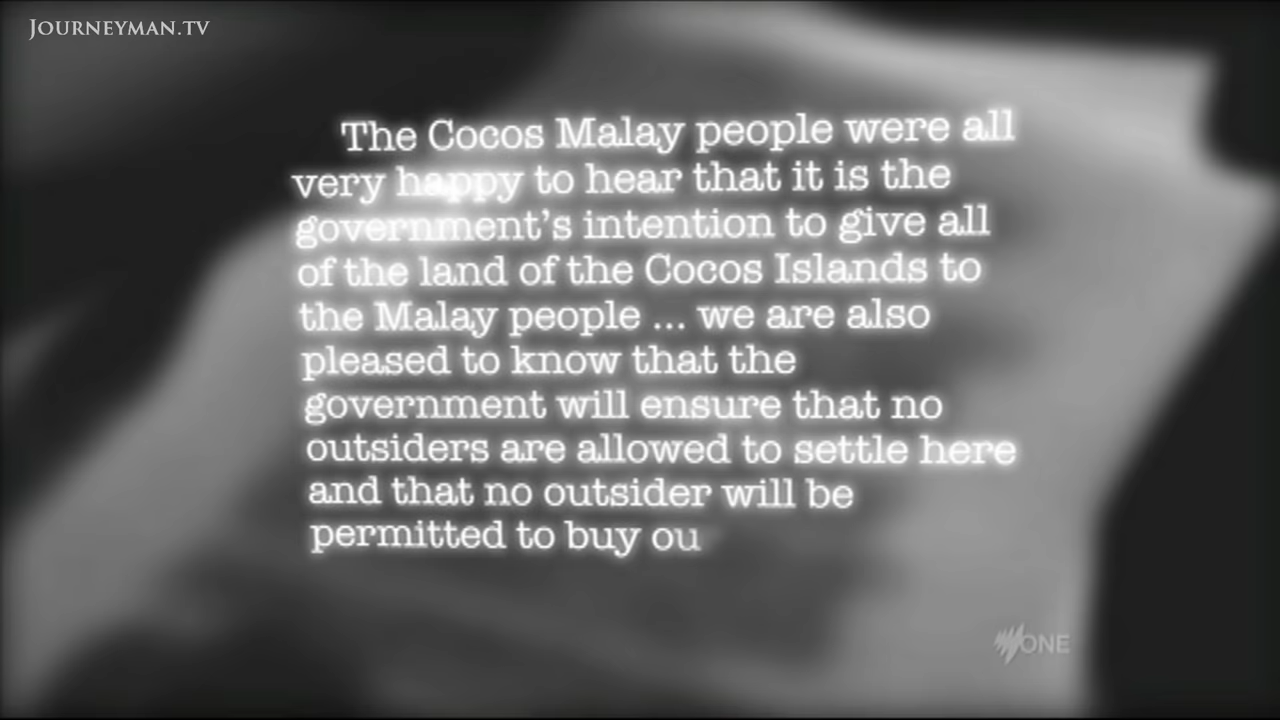 JOURNEYMAN.TV
The Cocos Malay people were all
very happy to hear that it is the
government's intention to give all
of the land of the Cocos Islands to
the Malay people ... we are also
pleased to know that the
government will ensure that no
outsiders are allowed to settle here
and that no outsider will be
permitted to buy ou
ONE